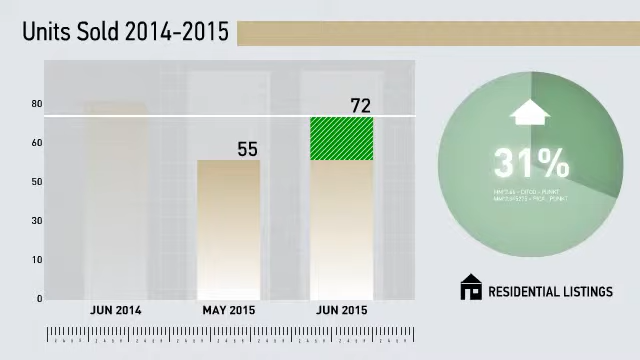 Units Sold 2014-2015
80
60
50
30
10
0
55
72
JUN 2014
MAY 2015
JUN 2015
31%
RESIDENTIAL LISTINGS